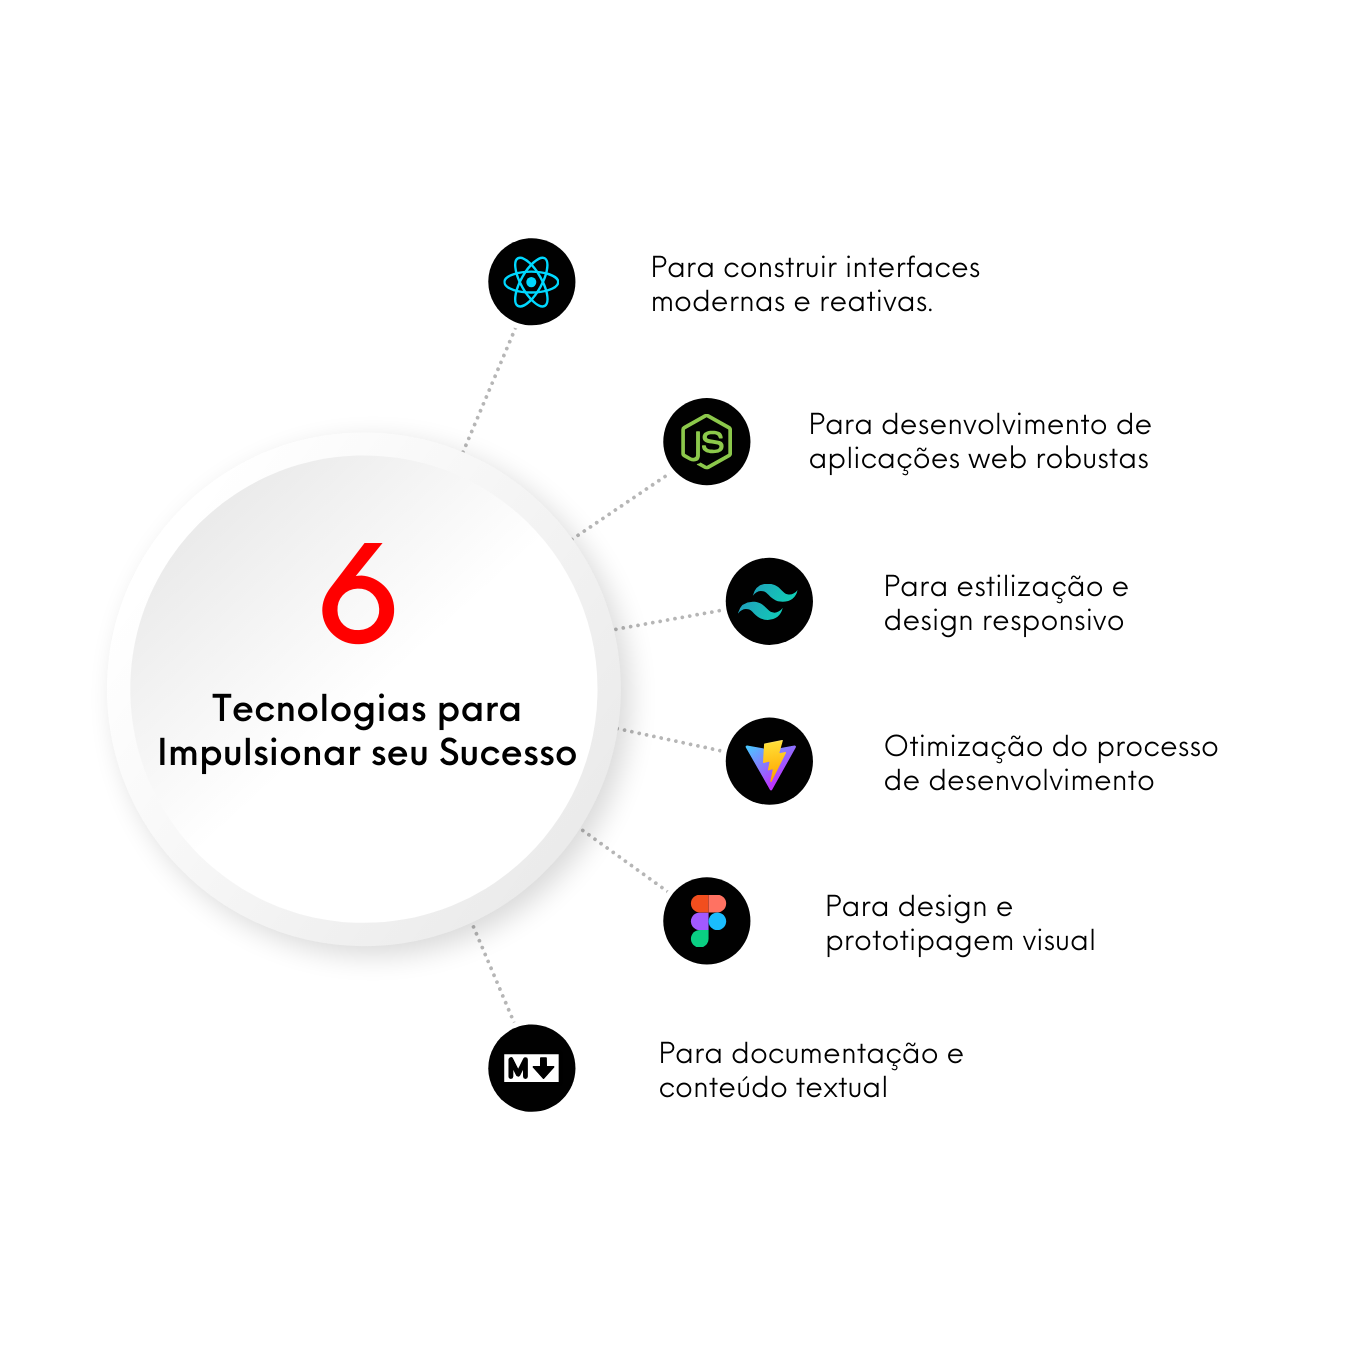 6
Tecnologias para
Impulsionar seu Sucesso
Para construir interfaces
modernas e reativas.
JS
Para desenvolvimento de
aplicações web robustas
Para estilização e
design responsivo
Otimização do processo
de desenvolvimento
Para design e
prototipagem visual
M
Para documentação e
conteúdo textual